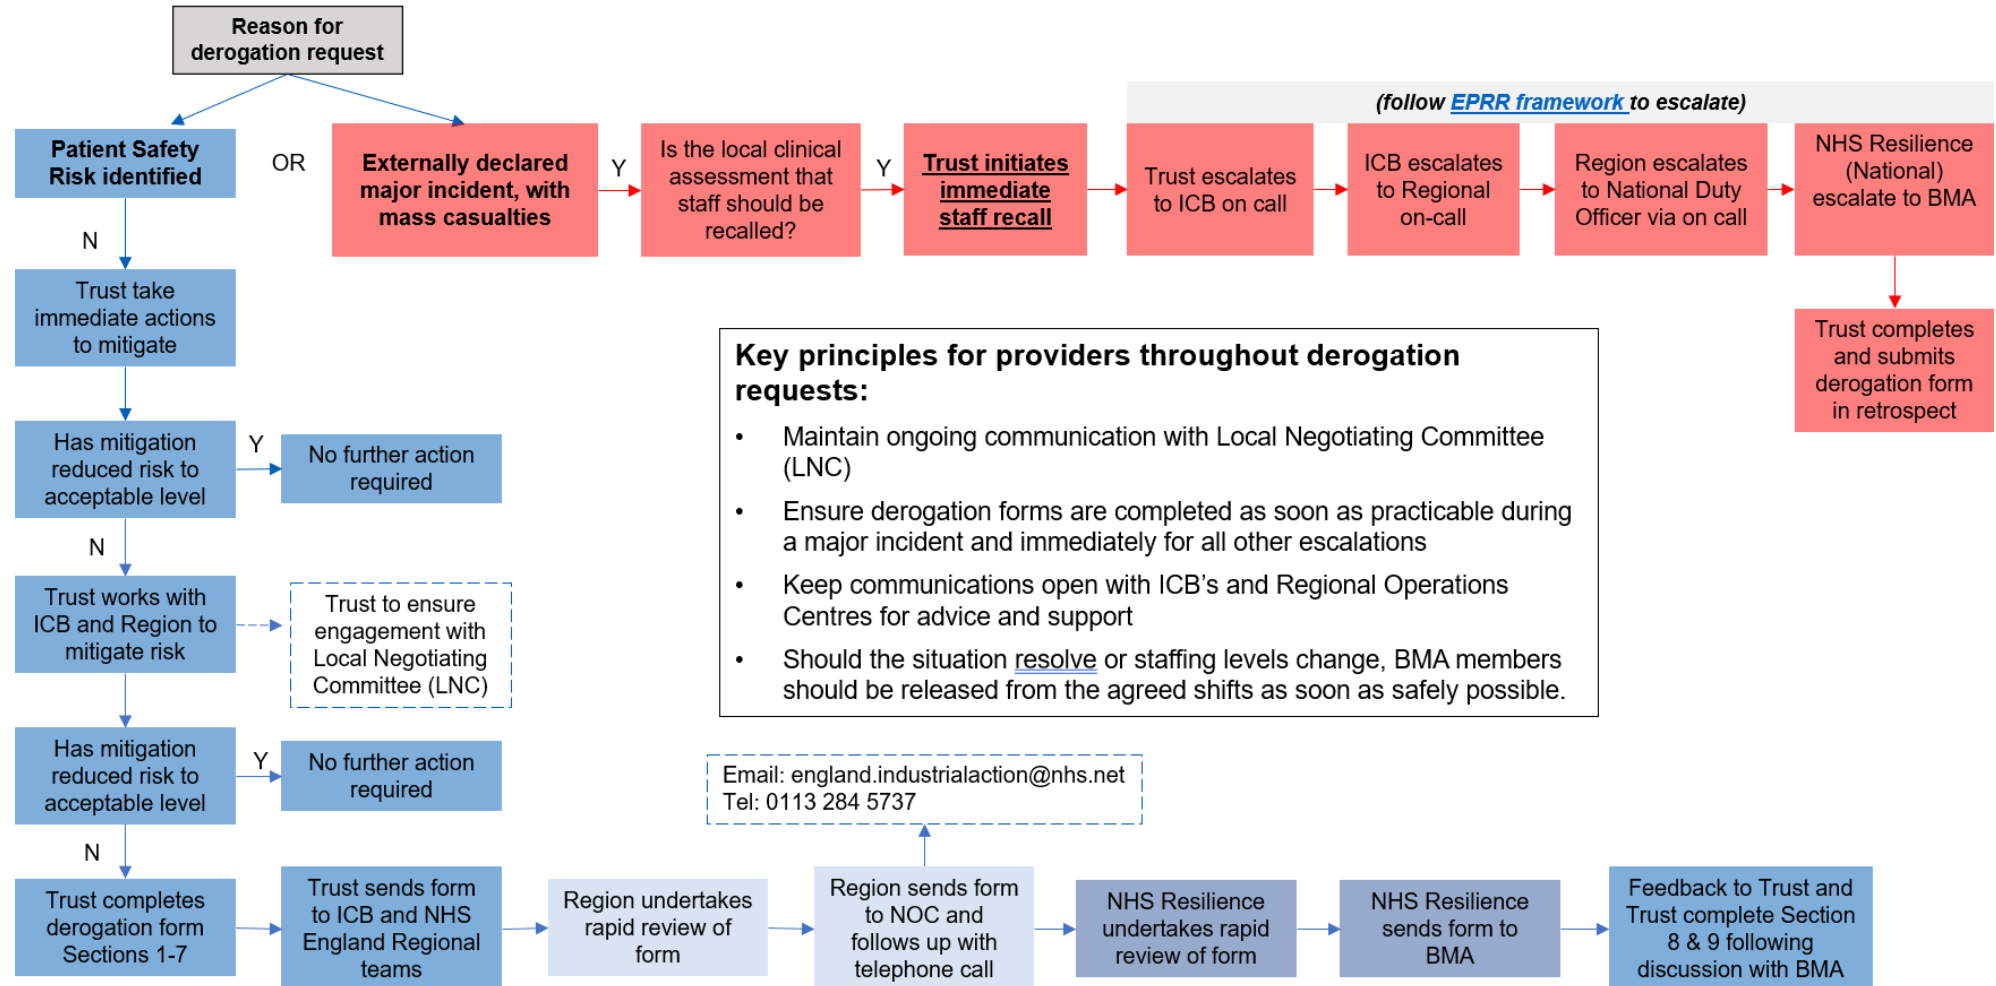 Reason for
derogation request
(follow EPRR framework to escalate)
Patient Safety
Risk identified
OR
Externally declared
major incident, with
mass casualties
Y
Is the local clinical
assessment that
staff should be
recalled?
Y
Trust initiates
immediate
staff recall
Trust escalates
to ICB on call
ICB escalates
to Regional
on-call
Region escalates
to National Duty
Officer via on call
NHS Resilience
(National)
escalate to BMA
Trust completes
and submits
derogation form
in retrospect
N
Trust take
immediate actions
to mitigate
Has mitigation
reduced risk to
acceptable level
Y
No further action
required
N
Trust works with
ICB and Region to
mitigate risk
Trust to ensure
engagement with
Local Negotiating
Committee (LNC)
Has mitigation
reduced risk to
acceptable level
Y
No further action
required
N
Key principles for providers throughout derogation
requests:
• Maintain ongoing communication with Local Negotiating Committee
(LNC)
• Ensure derogation forms are completed as soon as practicable during
a major incident and immediately for all other escalations
• Keep communications open with ICB’s and Regional Operations
Centres for advice and support
• Should the situation resolve or staffing levels change, BMA members
should be released from the agreed shifts as soon as safely possible.
Email: england.industrialaction@nhs.net
Tel: 0113 284 5737
Trust completes
derogation form
Sections 1-7
Trust sends form
to ICB and NHS
England Regional
teams
Region undertakes
rapid review of
form
Region sends form
to NOC and
follows up with
telephone call
NHS Resilience
undertakes rapid
review of form
NHS Resilience
sends form to
BMA
Feedback to Trust and
Trust complete Section
8 & 9 following
discussion with BMA